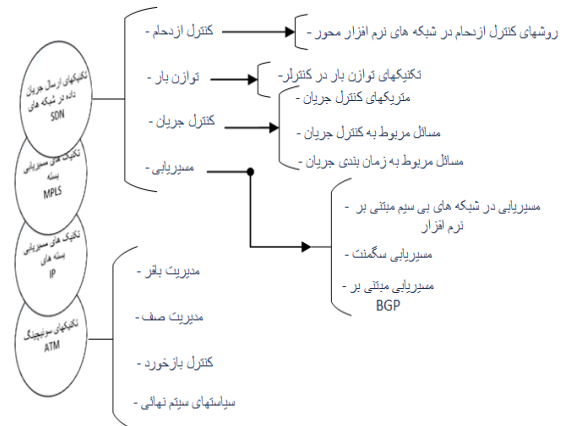 تکنیکهای ارسال جریان
داده در شبکه های
SDN
تکنیک های مسیریابی
بسته
MPLS
تکنیک های مسیریابی
بسته های
IP
تکنیکهای سوئیچینگ
ATM
- کنترل ازدحام
- توازن بار
- کنترل جریان
- مسیریابی
- روشهای کنترل ازدحام در شبکه های نرم افزار محور
تکنیکهای توازن بار در کنترلر-
متریکهای کنترل جریان -
مسائل مربوط به کنترل جریان -
مسائل مربوط به زمان بندی جریان -
- مسیریابی در شبکه های بی سیم مبتنی بر
نرم افزار
- مسیریابی سگمنت
- مسیریابی مبتنی بر
BGP
- مدیریت بافر
- مدیریت صف
- کنترل بازخورد
- سیاستهای سیتم نهائی